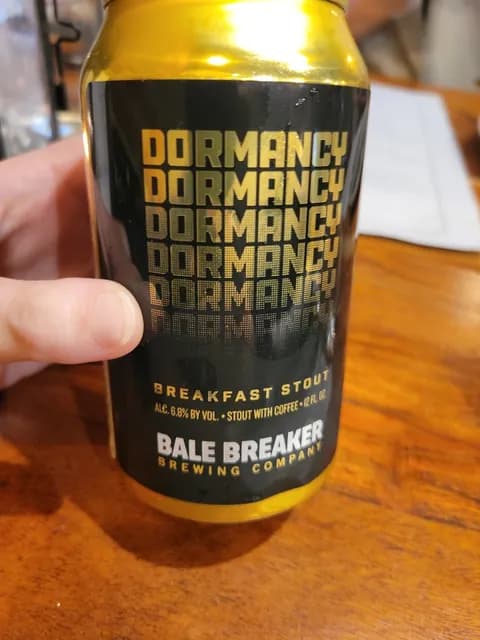 DORMANCY
DORMANCY
DORMANCY
DORMANCY
DORMANCY
DORMANCY
BREAKFAST STOUT
ALC. 6.8% BY VOL. • STOUT WITH COFFEE • 12 FL. OZ.
BALE BREAKER
BREWING COMPANY